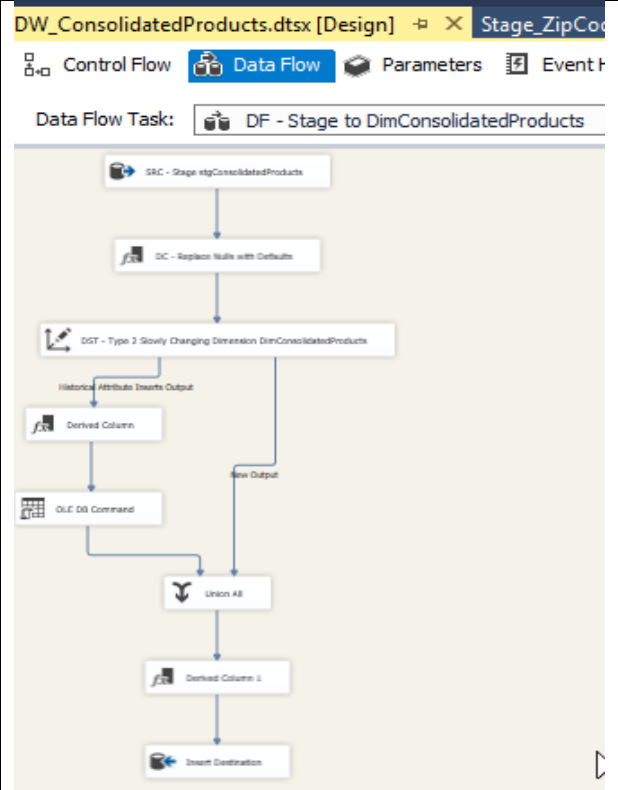 DW_ConsolidatedProducts.dtsx [Design]
Stage_ZipCo
Control Flow
Data Flow
Parameters
Event H
Data Flow Task:
DF - Stage to DimConsolidatedProducts
SRC - Stage stgConsolidatedProducts
DC - Replace Nulls with Defaults
DST - Type 2 Slowly Changing Dimension DimConsolidatedProducts
Historical Attribute Inserts Output
Derived Column
New Output
OLE DB Command
Union All
Derived Column 1
Insert Destination